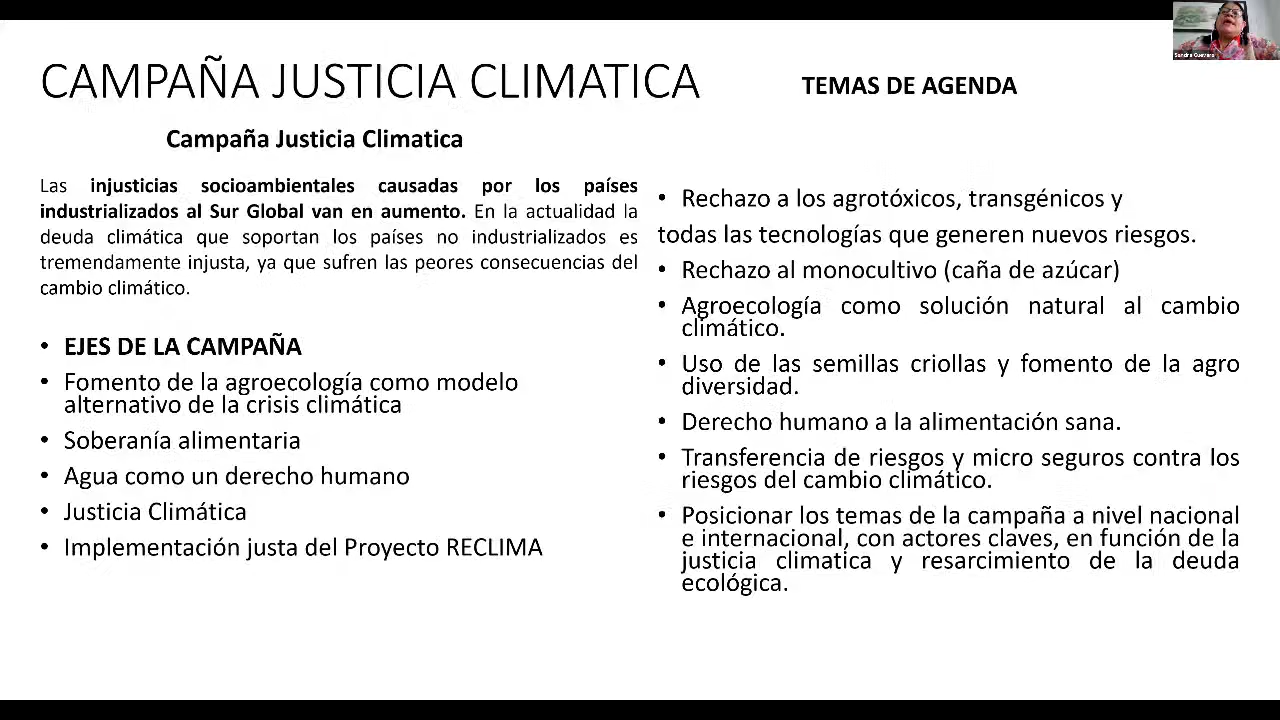 CAMPAÑA JUSTICIA CLIMATICA
Campaña Justicia Climatica
Las injusticias socioambientales causadas por los países
industrializados al Sur Global van en aumento. En la actualidad la
deuda climática que soportan los países no industrializados es
tremendamente injusta, ya que sufren las peores consecuencias del
cambio climático.
• EJES DE LA CAMPAÑA
• Fomento de la agroecología como modelo
alternativo de la crisis climática
• Soberanía alimentaria
• Agua como un derecho humano
• Justicia Climática
• Implementación justa del Proyecto RECLIMA
TEMAS DE AGENDA
• Rechazo a los agrotóxicos, transgénicos y
todas las tecnologías que generen nuevos riesgos.
• Rechazo al monocultivo (caña de azúcar)
• Agroecología como solución natural al cambio
climático.
• Uso de las semillas criollas y fomento de la agro
diversidad.
• Derecho humano a la alimentación sana.
• Transferencia de riesgos y micro seguros contra los
riesgos del cambio climático.
• Posicionar los temas de la campaña a nivel nacional
e internacional, con actores claves, en función de la
justicia climatica y resarcimiento de la deuda
ecológica.
Sandra Guevara